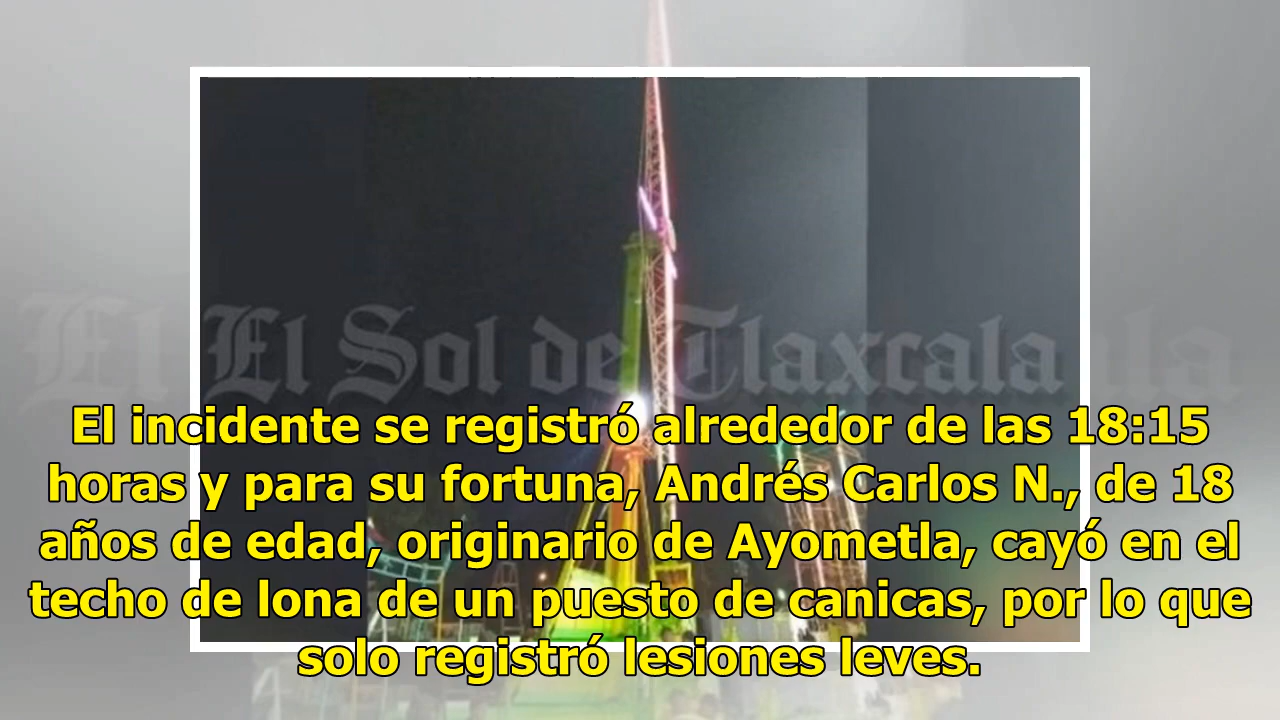 El Sol de Tlaxcala
El incidente se registró alrededor de las 18:15
horas y para su fortuna, Andrés Carlos N., de 18
años de edad, originario de Ayometla, cayó en el
techo de lona de un puesto de canicas, por lo que
solo registró lesiones leves.